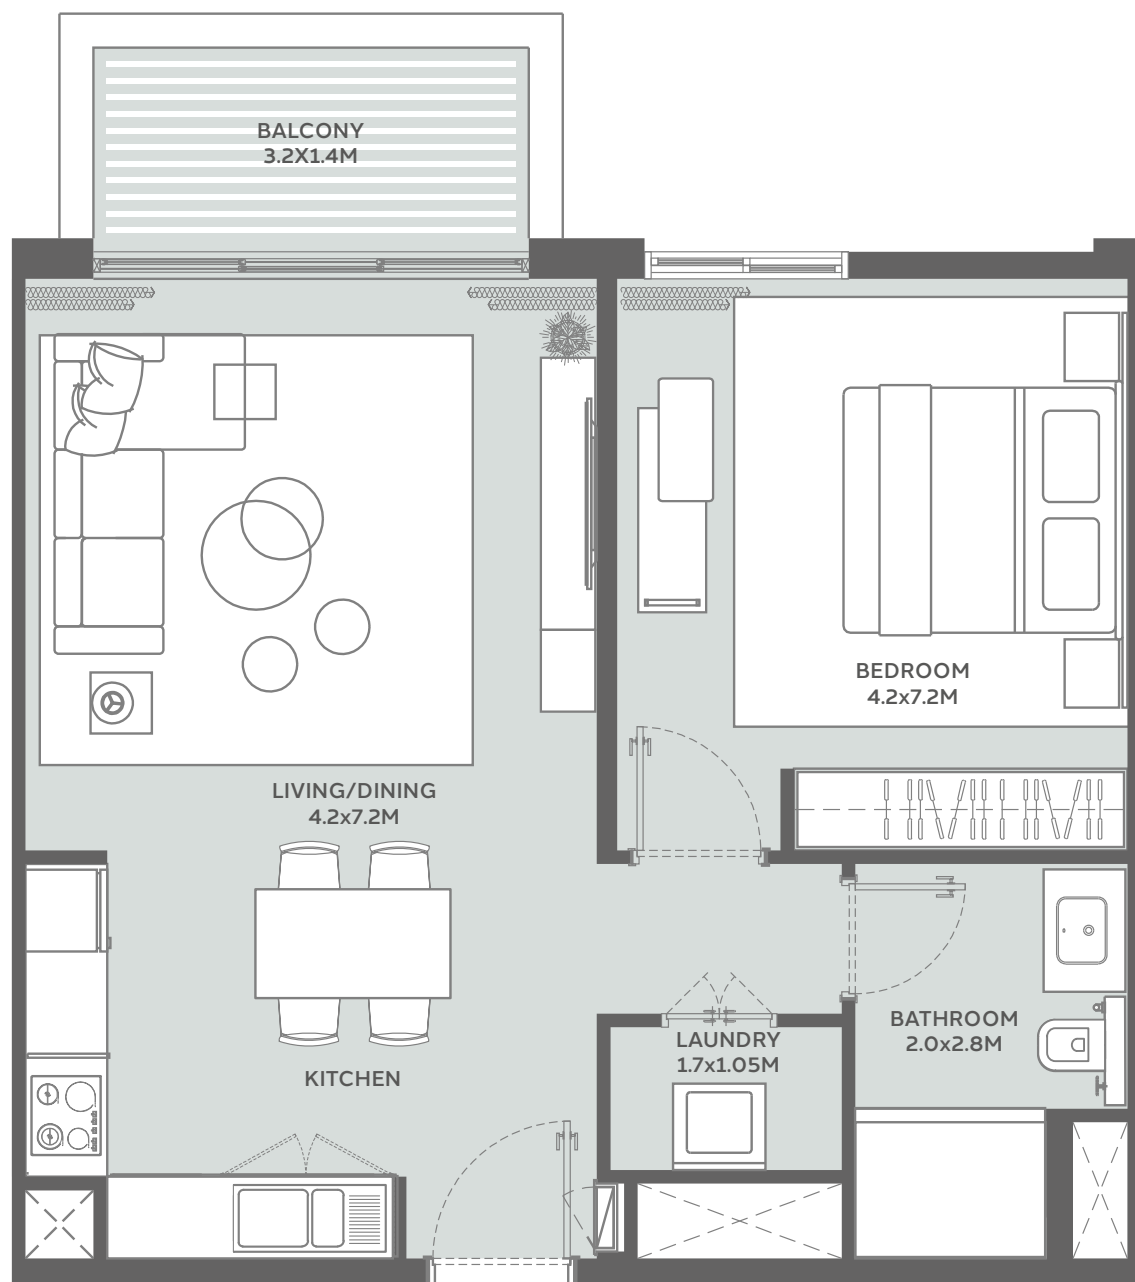 BALCONY
3.2X1.4M
BEDROOM
4.2x7.2M
LIVING/DINING
4.2x7.2M
BATHROOM
2.0x2.8M
LAUNDRY
1.7x1.05M
KITCHEN